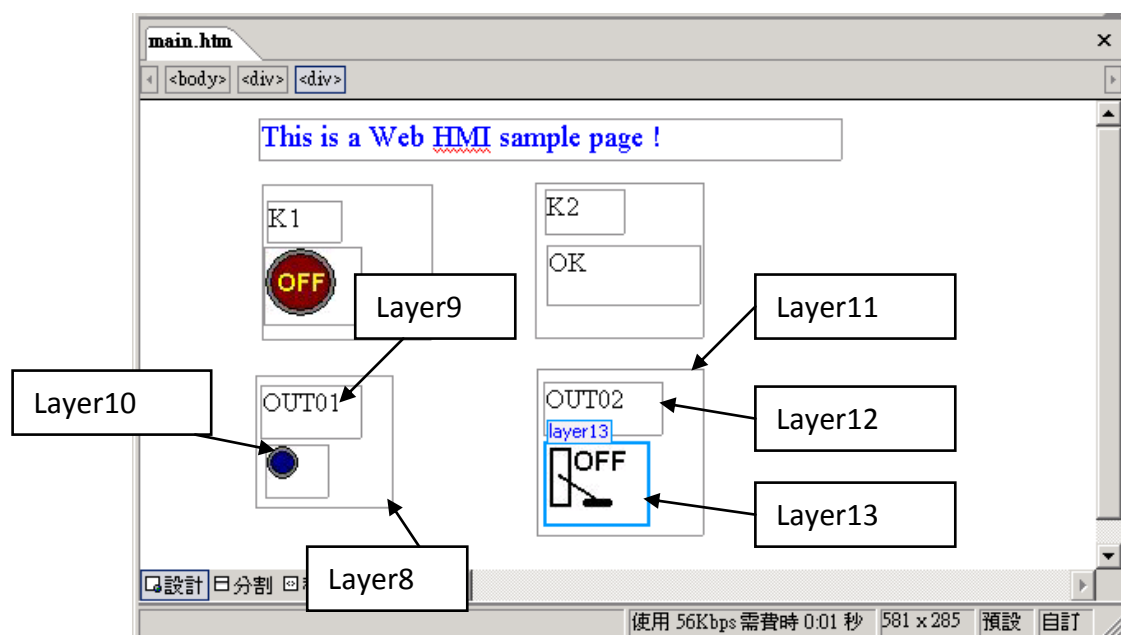 main.htm
<body> <div> <div>
This is a Web HMI sample page !
K1
K2
OFF
OK
Layer9
Layer11
Layer10
OUT01
OUT02
Layer12
layer13
OFF
Layer13
Layer8
設計 分割
使用 56Kbps 需費時 0:01 秒 581 x 285 預設 自訂